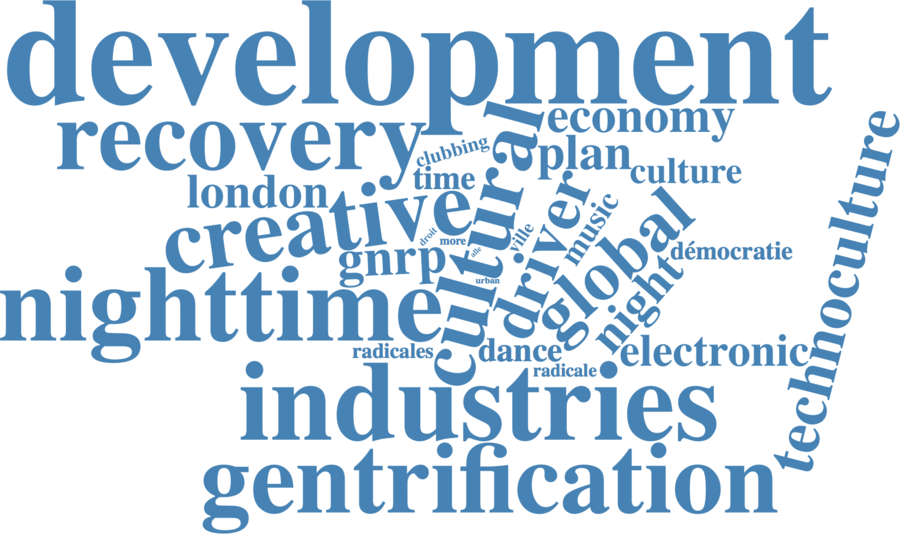 development
recovery
economy
clubbing
plan
time
culture
london
cultural
creative
driver
music
global
droit
more
ville
alle
démocratie
gnrp
urban
night
nighttime
technoculture
radicales
dance
electronic
radicale
industries
gentrification